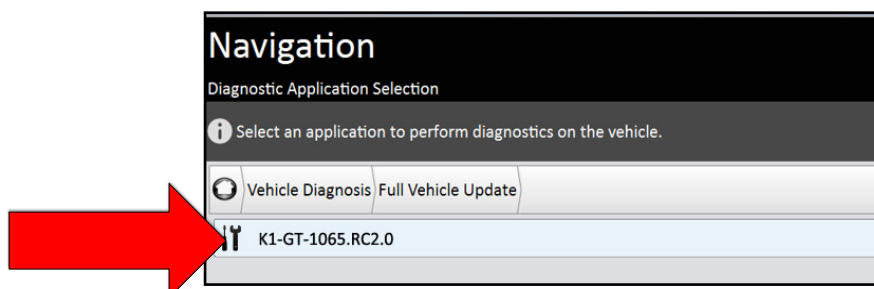 Navigation
Diagnostic Application Selection
Select an application to perform diagnostics on the vehicle.
Vehicle Diagnosis Full Vehicle Update
K1-GT-1065.RC2.0